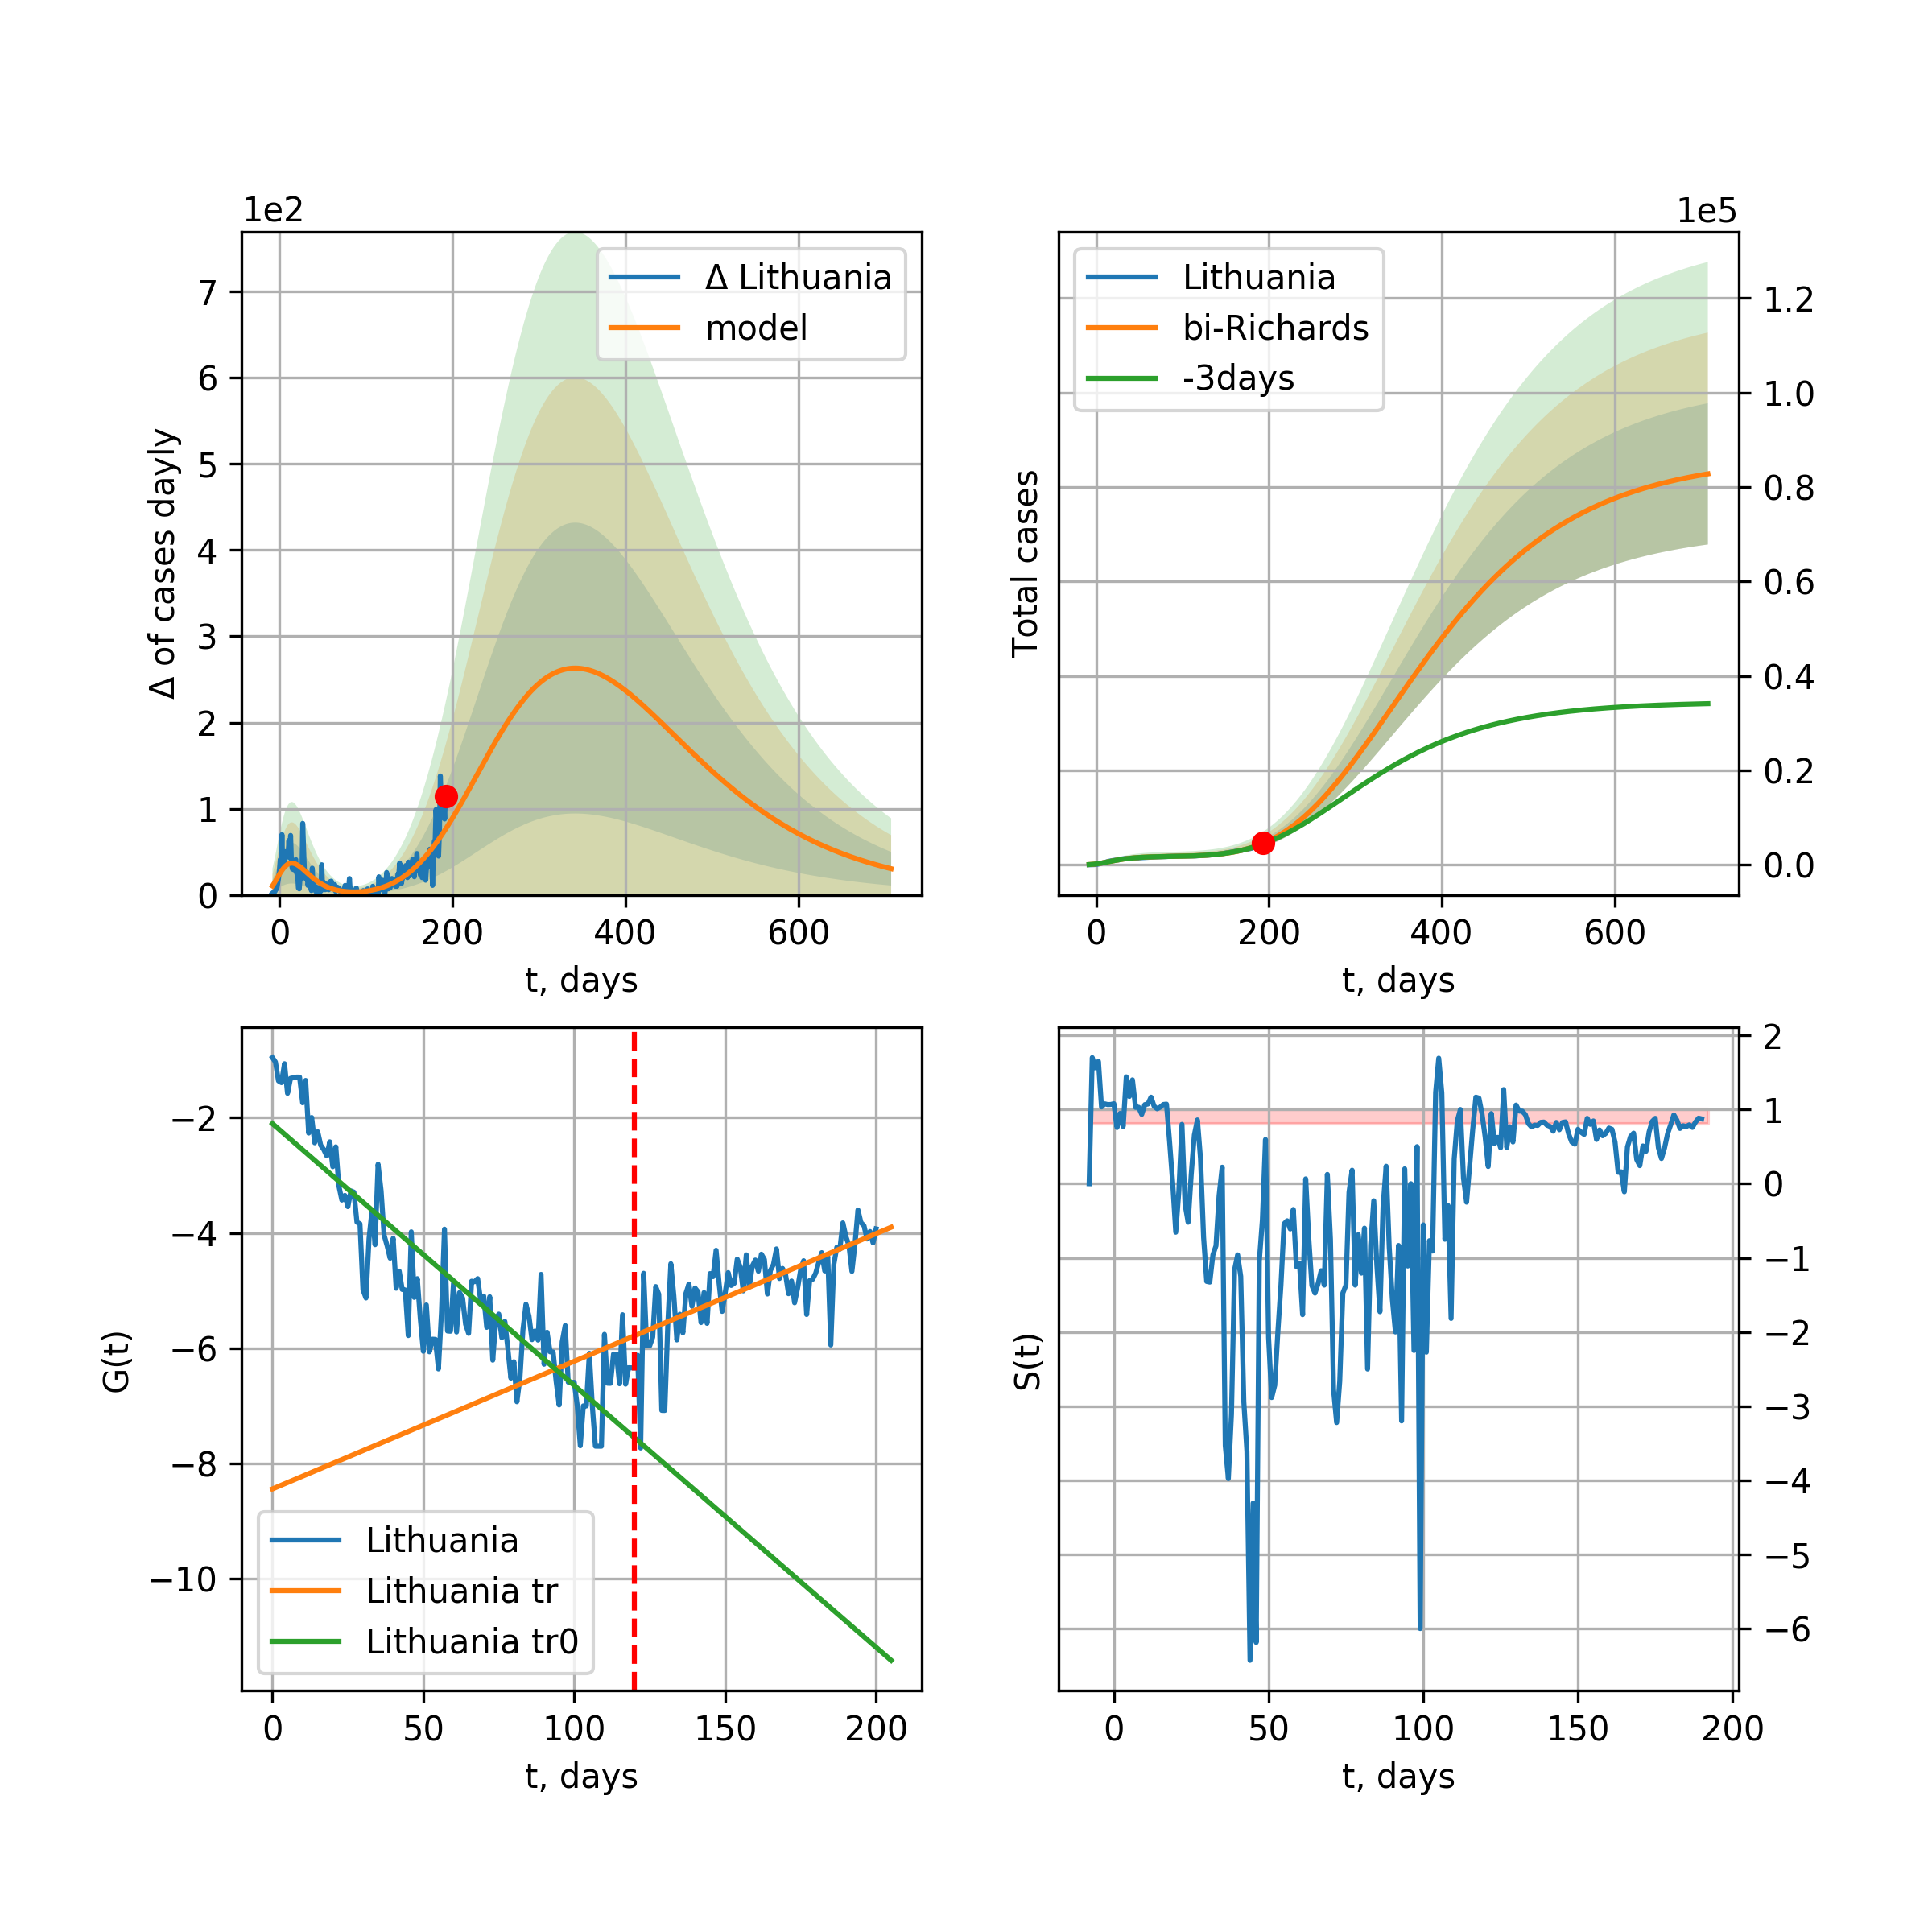 1e2
Δ of cases dayly
7
6
5
4
3
2
1
0
0 200 400 600
t, days
Δ Lithuania
model
1e5
Total cases
1.2
1.0
0.8
0.6
0.4
0.2
0.0
0 200 400 600
t, days
Lithuania
bi-Richards
-3days
G(t)
−2
−4
−6
−8
−10
0 50 100 150 200
t, days
Lithuania
Lithuania tr
Lithuania tr0
S(t)
2
1
0
−1
−2
−3
−4
−5
−6
0 50 100 150 200
t, days